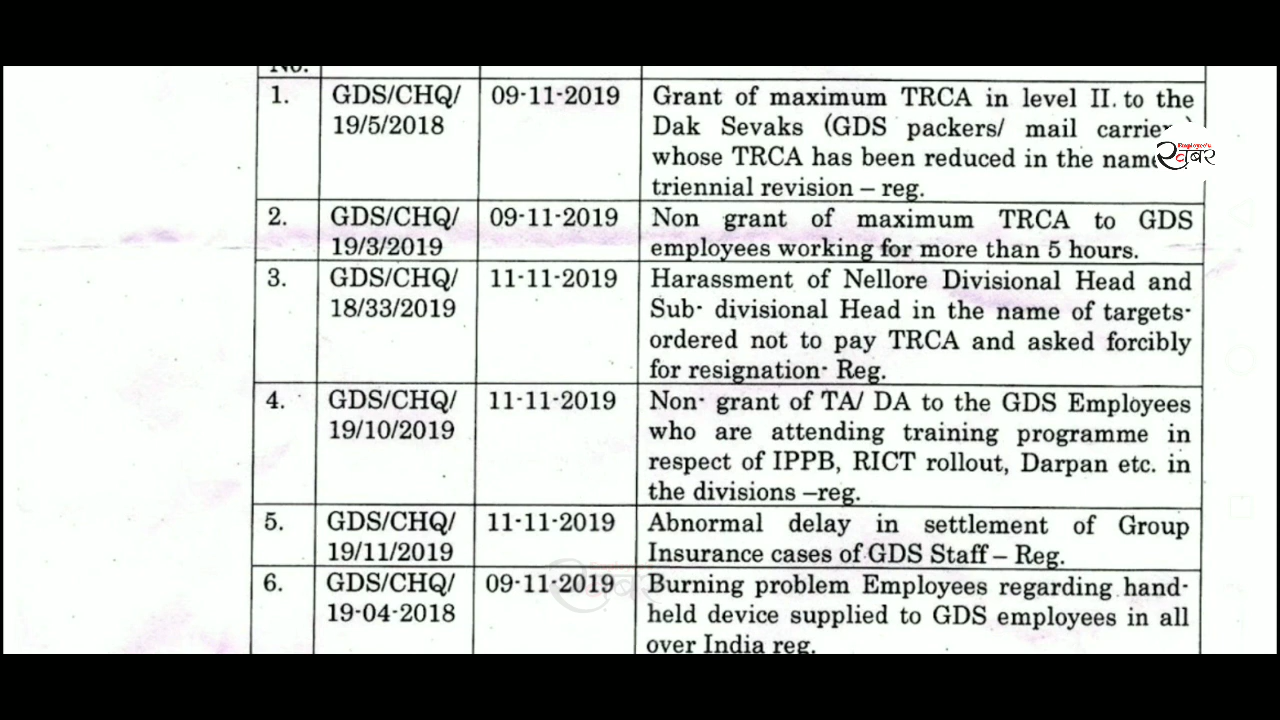 No.
1. GDS/CHQ/ 09-11-2019 Grant of maximum TRCA in level II. to the
19/5/2018 Dak Sevaks (GDS packers/ mail
Employee's
ख़बर
whose TRCA has been reduced in the name
triennial revision – reg.
2. GDS/CHQ/ 09-11-2019 Non grant of maximum TRCA to GDS
19/3/2019 employees working for more than 5 hours.
3. GDS/CHQ/ 11-11-2019 Harassment of Nellore Divisional Head and
18/33/2019 Sub- divisional Head in the name of targets-
ordered not to pay TRCA and asked forcibly
for resignation- Reg.
4. GDS/CHQ/ 11-11-2019 Non- grant of TA/ DA to the GDS Employees
19/10/2019 who are attending training programme in
respect of IPPB, RICT rollout, Darpan etc. in
the divisions –reg.
5. GDS/CHQ/ 11-11-2019 Abnormal delay in settlement of Group
19/11/2019 Insurance cases of GDS Staff – Reg.
ख़बर
6. GDS/CHQ/ 09-11-2019 Burning problem Employees regarding hand-
19-04-2018 held device supplied to GDS employees in all
over India reg.